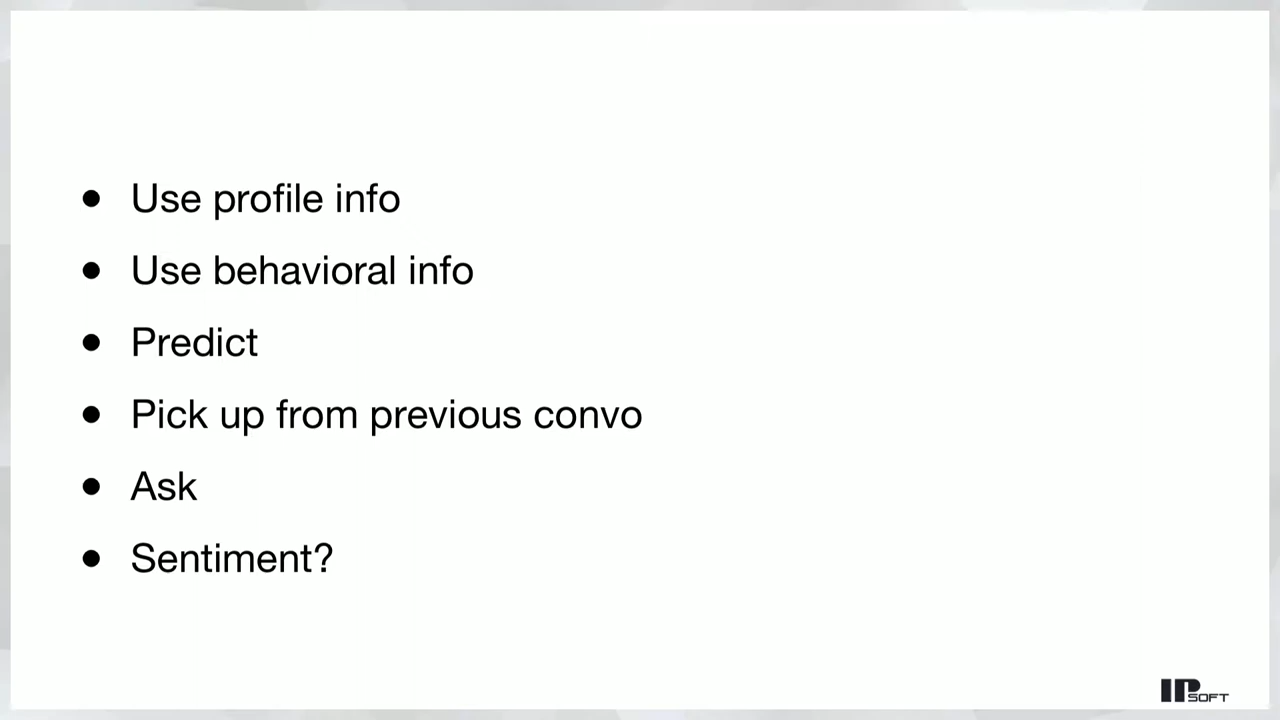 ● Use profile info
● Use behavioral info
● Predict
● Pick up from previous convo
● Ask
● Sentiment?
IPSOFT